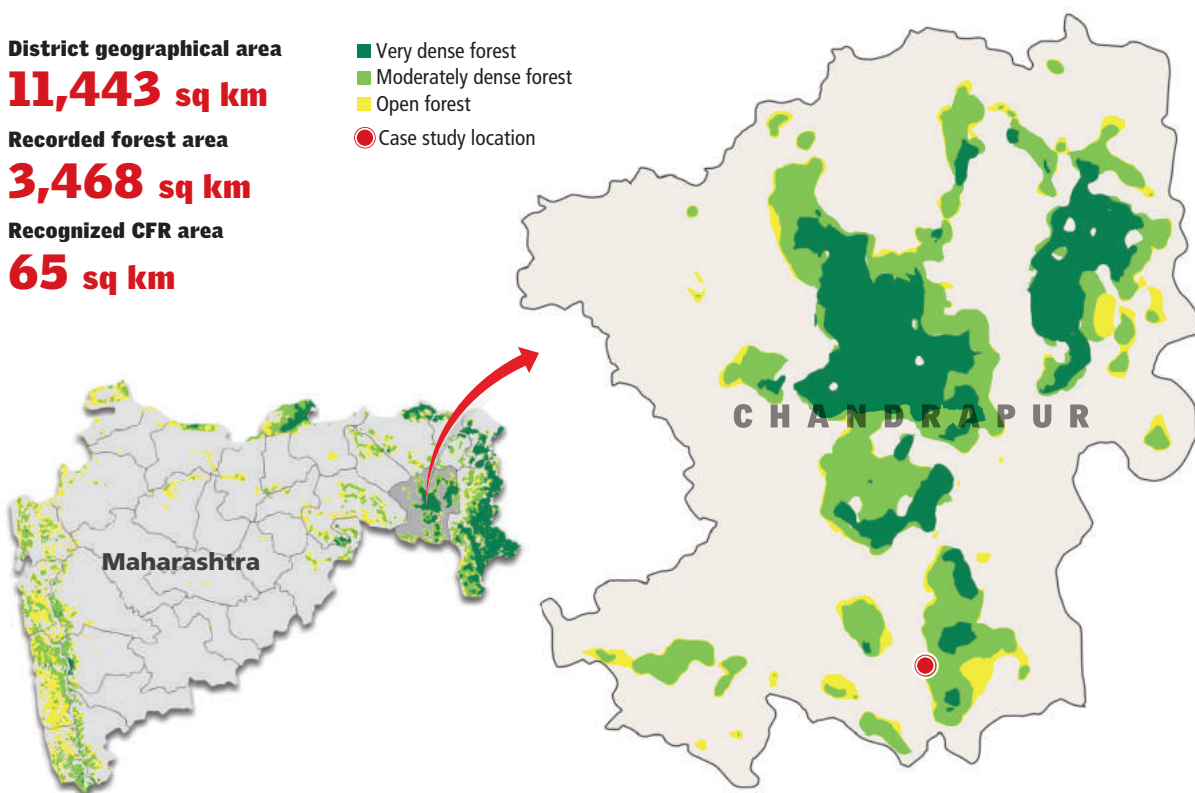 District geographical area
11,443 sq km
Recorded forest area
3,468 sq km
Recognized CFR area
65 sq km
Very dense forest
Moderately dense forest
Open forest
Case study location
CHANDRAPUR
Maharashtra